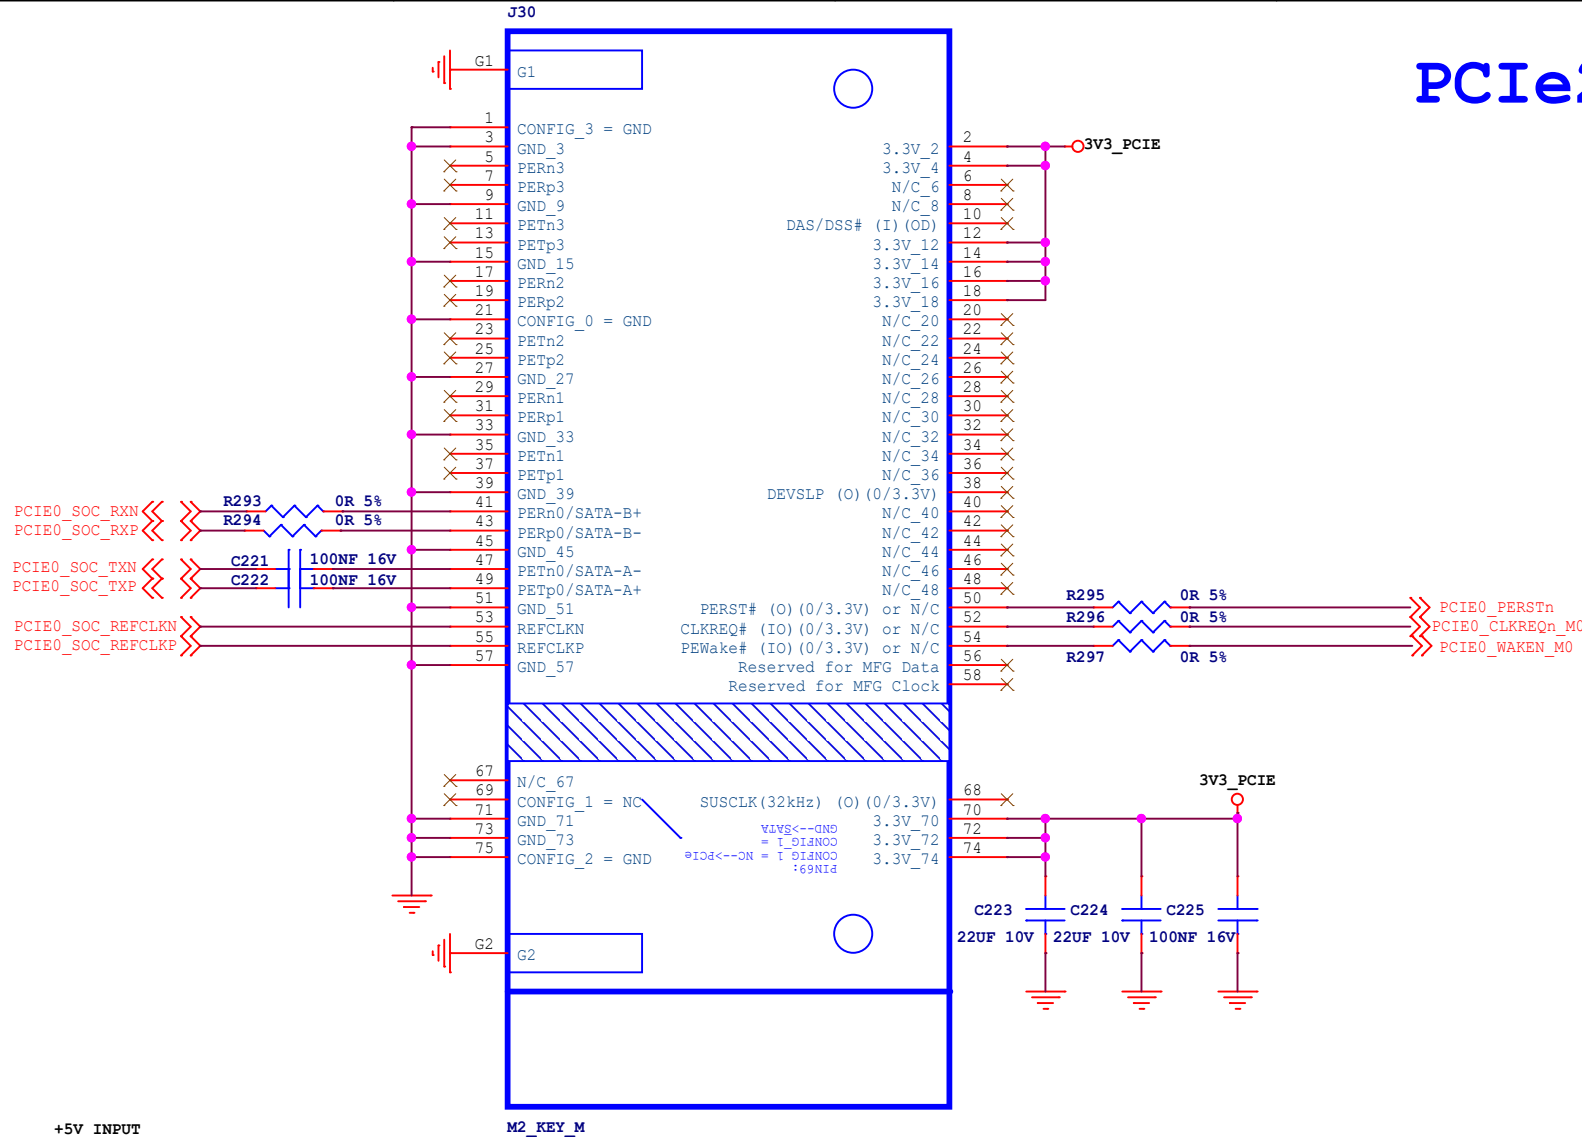 J30
PCIe2
G1
G1
1
CONFIG_3 = GND
3
GND_3
5
PERn3
7
PERp3
9
GND_9
11
PETn3
13
PETp3
15
GND_15
17
PERn2
19
PERp2
21
CONFIG_0 = GND
23
PETn2
25
PETp2
27
GND_27
29
PERn1
31
PERp1
33
GND_33
35
PETn1
37
PETp1
39
GND_39
PCIE0_SOC_RXN R293 0R 5% 41
PERn0/SATA-B+
PCIE0_SOC_RXP R294 0R 5% 43
PERp0/SATA-B-
45
GND_45
PCIE0_SOC_TXN C221 100NF 16V 47
PETn0/SATA-A-
PCIE0_SOC_TXP C222 100NF 16V 49
PETp0/SATA-A+
51
GND_51
PCIE0_SOC_REFCLKN 53
REFCLKN
PCIE0_SOC_REFCLKP 55
REFCLKP
57
GND_57
2
3.3V_2
3V3_PCIE
4
3.3V_4
6
N/C_6
8
N/C_8
10
DAS/DSS# (I)(OD)
12
3.3V_12
14
3.3V_14
16
3.3V_16
18
3.3V_18
20
N/C_20
22
N/C_22
24
N/C_24
26
N/C_26
28
N/C_28
30
N/C_30
32
N/C_32
34
N/C_34
36
N/C_36
38
DEVSLP (O)(0/3.3V)
40
N/C_40
42
N/C_42
44
N/C_44
46
N/C_46
48
N/C_48
50
PERST# (O)(0/3.3V) or N/C
R295 0R 5% PCIE0_PERSTn
52
CLKREQ# (IO)(0/3.3V) or N/C
R296 0R 5% PCIE0_CLKREQn_M0
54
PEWake# (IO)(0/3.3V) or N/C
R297 0R 5% PCIE0_WAKEN_M0
56
Reserved for MFG Data
58
Reserved for MFG Clock
67
N/C_67
69
CONFIG_1 = NC
71
GND_71
73
GND_73
75
CONFIG_2 = GND
68
SUSCLK(32kHz) (O)(0/3.3V)
70
3.3V_70
72
3.3V_72
74
3.3V_74
PIN69:
CONFIG_1 = NC-->PCIe
CONFIG_1 =
GND-->SATA
3V3_PCIE
C223
22UF 10V
C224
22UF 10V
C225
100NF 16V
G2
G2
+5V INPUT
M2_KEY_M